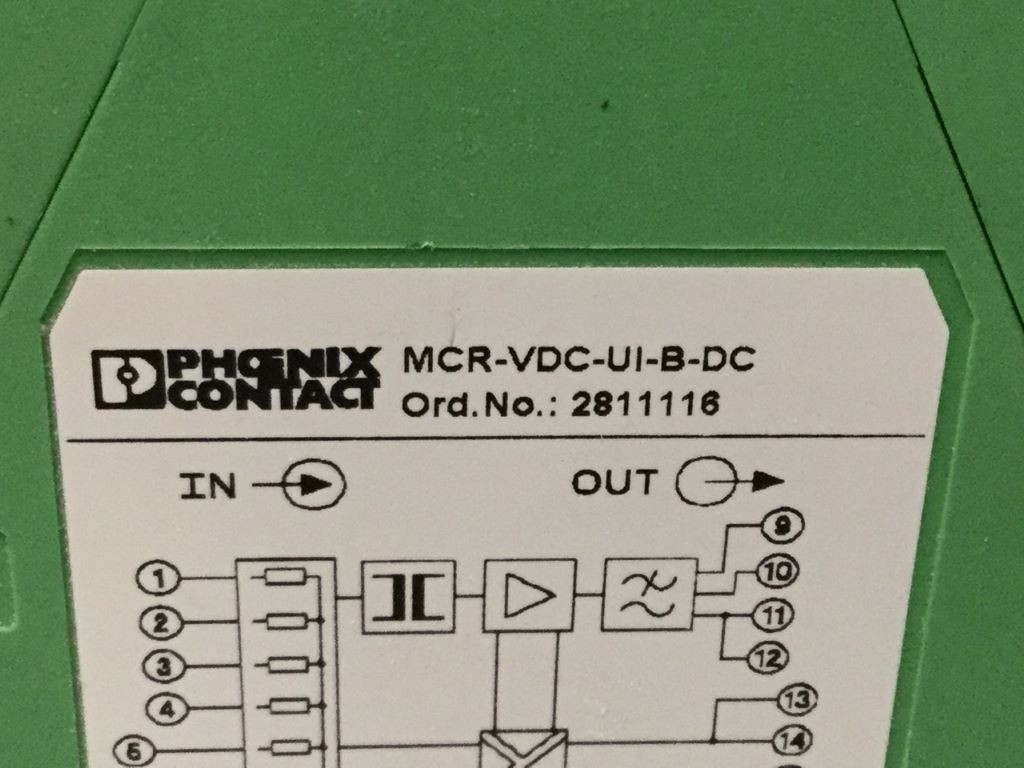 PHOENIX
CONTACT
MCR-VDC-UI-B-DC
Ord.No.: 2811116
IN
OUT
9
1
10
2
11
3
12
4
13
5
14